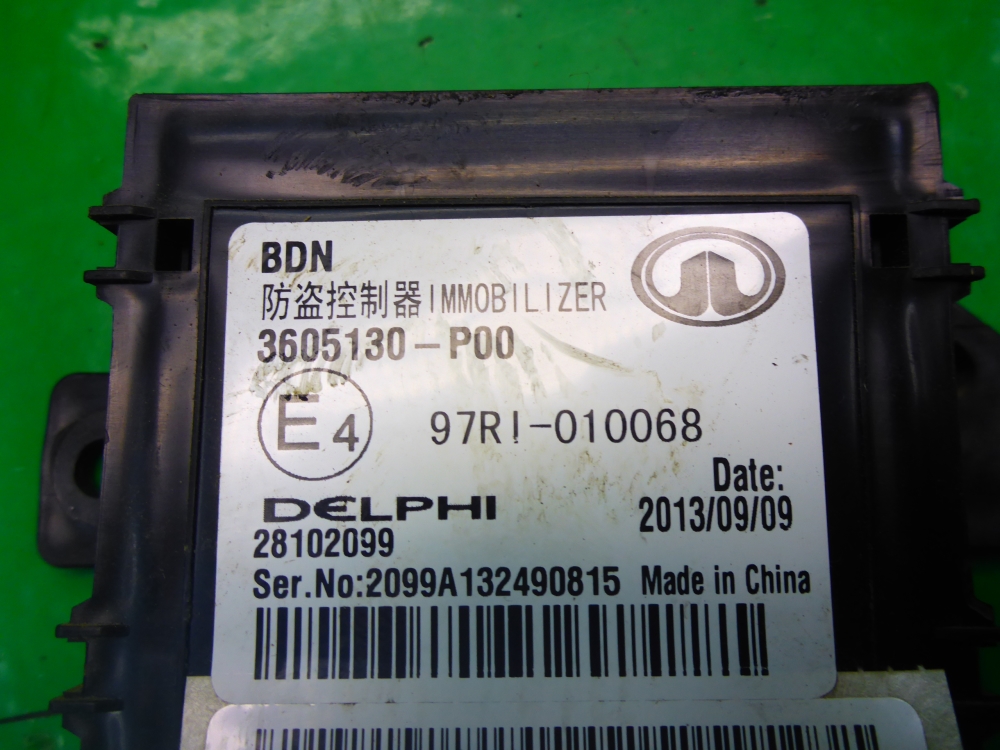 BDN
防盗控制器IMMOBILIZER
3605130-P00
E4
97RI-010068
Date:
DELPHI
2013/09/09
28102099
Ser.No:2099A132490815 Made in China